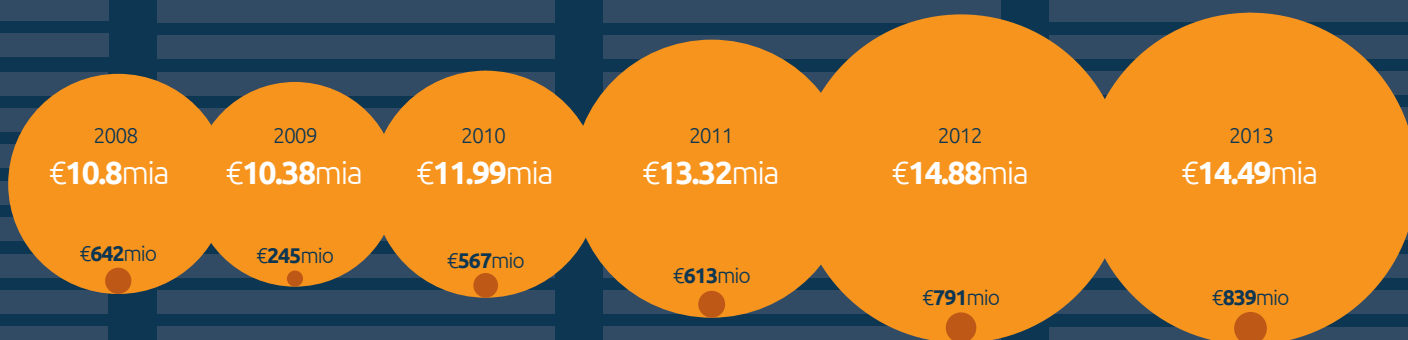 2008
€10.8mia
€642mio
2009
€10.38mia
€245mio
2010
€11.99mia
€567mio
2011
€13.32mia
€613mio
2012
€14.88mia
€791mio
2013
€14.49mia
€839mio